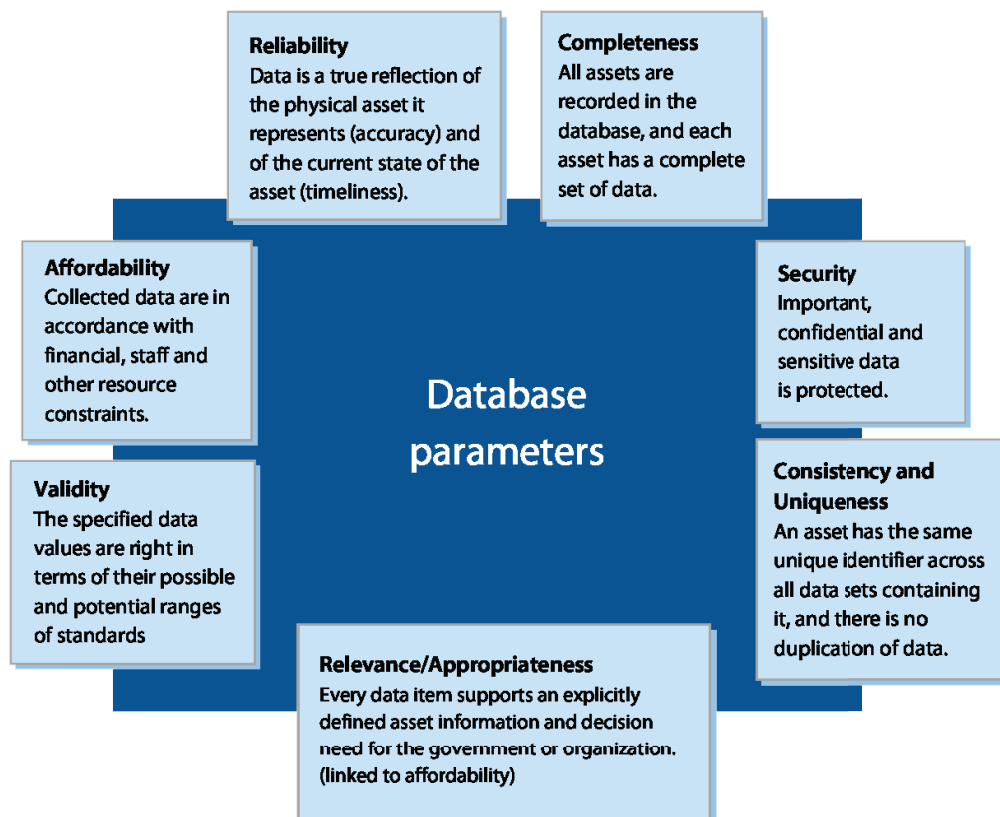 Reliability
Data is a true reflection of
the physical asset it
represents (accuracy) and
of the current state of the
asset (timeliness).
Completeness
All assets are
recorded in the
database, and each
asset has a complete
set of data.
Affordability
Collected data are in
accordance with
financial, staff and
other resource
constraints.
Security
Important,
confidential and
sensitive data
is protected.
Database
parameters
Validity
The specified data
values are right in
terms of their possible
and potential ranges
of standards
Consistency and
Uniqueness
An asset has the same
unique identifier across
all data sets containing
it, and there is no
duplication of data.
Relevance/Appropriateness
Every data item supports an explicitly
defined asset information and decision
need for the government or organization.
(linked to affordability)